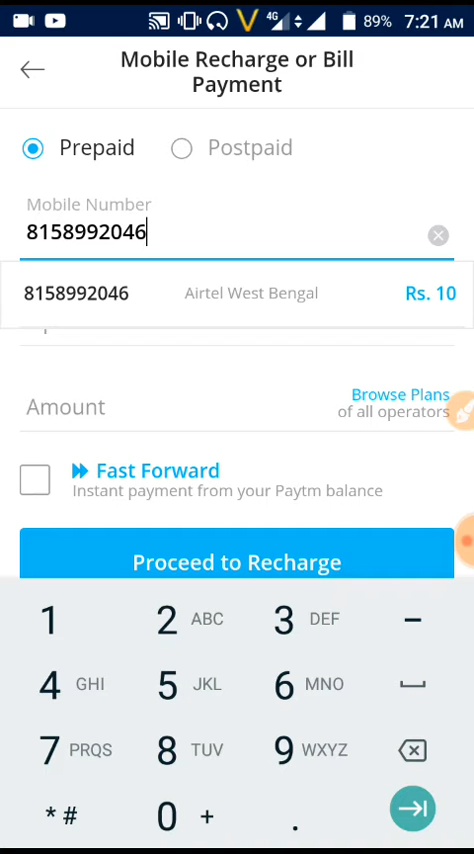 4G 89% 7:21 AM
Mobile Recharge or Bill
Payment
Prepaid Postpaid
Mobile Number
8158992046
8158992046 Airtel West Bengal Rs. 10
Amount Browse Plans
of all operators
Fast Forward
Instant payment from your Paytm balance
Proceed to Recharge
1 2 ABC 3 DEF -
4 GHI 5 JKL 6 MNO
7 PRQS 8 TUV 9 WXYZ
* # 0 + .